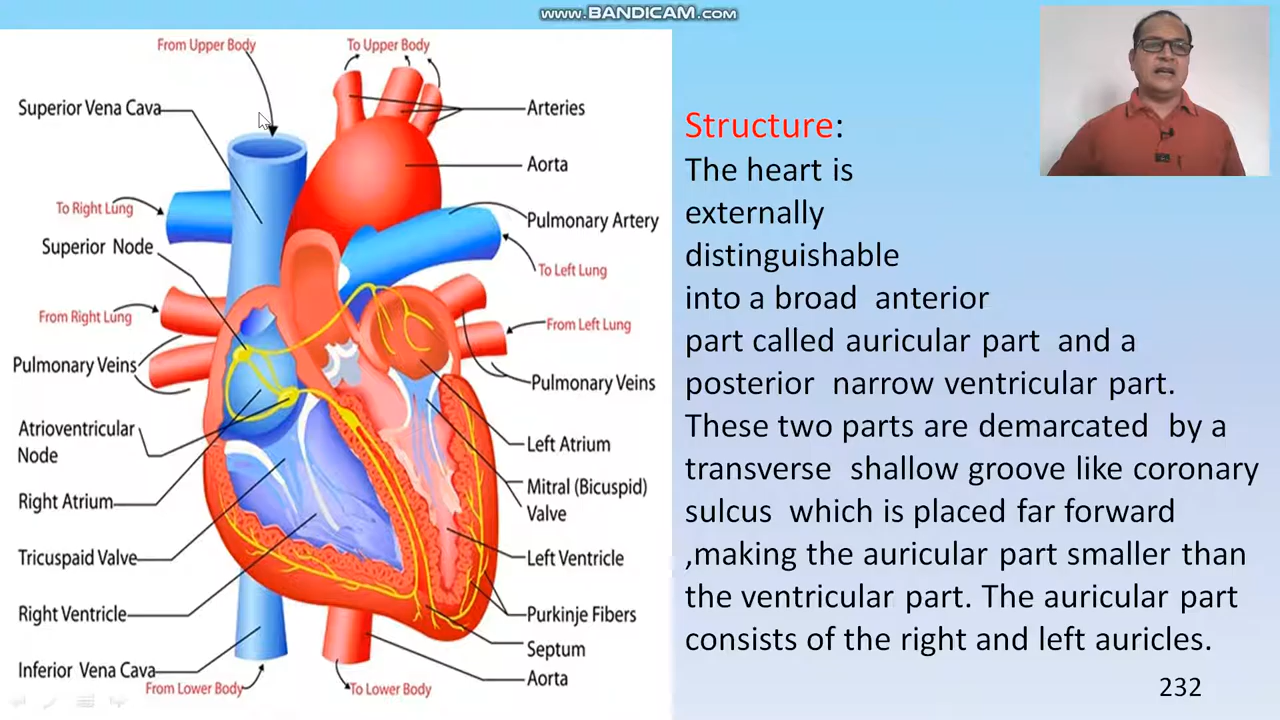 www.BANDICAM.com
From Upper Body
To Upper Body
Superior Vena Cava
Arteries
Aorta
To Right Lung
Pulmonary Artery
Superior Node
To Left Lung
From Right Lung
From Left Lung
Pulmonary Veins
Pulmonary Veins
Atrioventricular
Node
Left Atrium
Right Atrium
Mitral (Bicuspid)
Valve
Tricuspaid Valve
Left Ventricle
Right Ventricle
Purkinje Fibers
Septum
Inferior Vena Cava
Aorta
From Lower Body
To Lower Body
Structure:
The heart is
externally
distinguishable
into a broad anterior
part called auricular part and a
posterior narrow ventricular part.
These two parts are demarcated by a
transverse shallow groove like coronary
sulcus which is placed far forward
,making the auricular part smaller than
the ventricular part. The auricular part
consists of the right and left auricles.
232